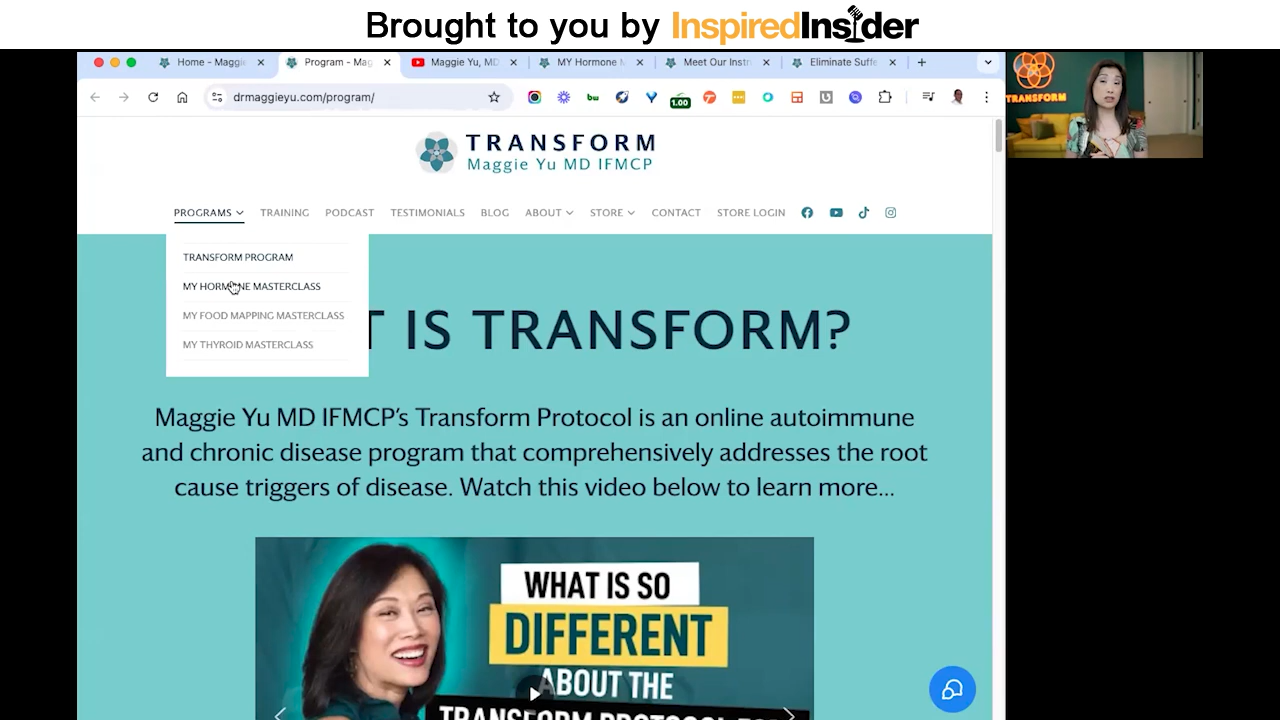 Brought to you by InspiredInsider
Home - Maggie
Program - Mag
Maggie Yu, MD
MY Hormone M
Meet Our Instr
Eliminate Suffe
drmaggieyu.com/program/
1.00
TRANSFORM
TRANSFORM
Maggie Yu MD IFMCP
PROGRAMS TRAINING PODCAST TESTIMONIALS BLOG ABOUT STORE CONTACT STORE LOGIN
TRANSFORM PROGRAM
MY HORMONE MASTERCLASS
MY FOOD MAPPING MASTERCLASS
MY THYROID MASTERCLASS
T IS TRANSFORM?
Maggie Yu MD IFMCP's Transform Protocol is an online autoimmune
and chronic disease program that comprehensively addresses the root
cause triggers of disease. Watch this video below to learn more...
WHAT IS SO
DIFFERENT
ABOUT THE
TRANSFORM PROTOCOL